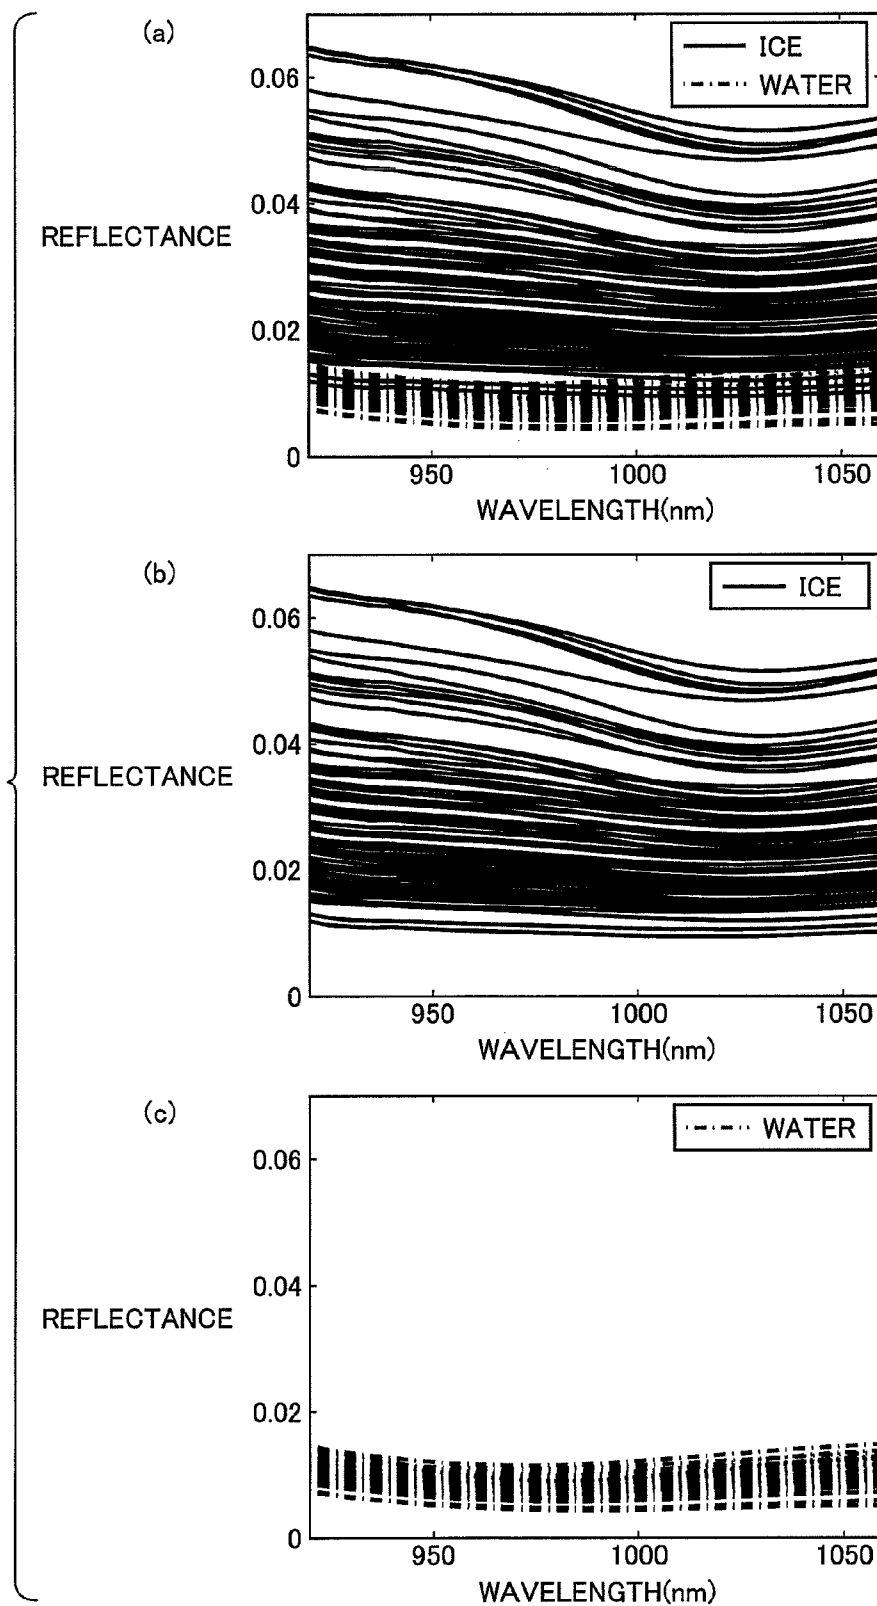 (a)
ICE
WATER
REFLECTANCE
0.06
0.04
0.02
0
950
1000
1050
WAVELENGTH(nm)
(b)
ICE
REFLECTANCE
0.06
0.04
0.02
0
950
1000
1050
WAVELENGTH(nm)
(c)
WATER
REFLECTANCE
0.06
0.04
0.02
0
950
1000
1050
WAVELENGTH(nm)